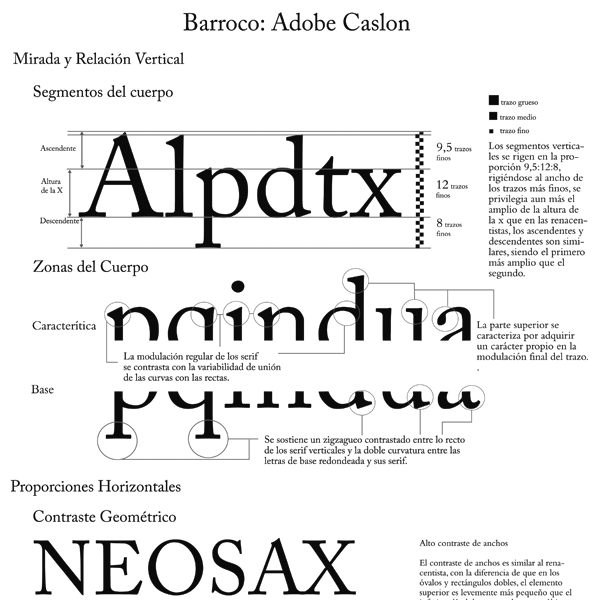 Barroco: Adobe Caslon
Mirada y Relación Vertical
Segmentos del cuerpo
trazo grueso
trazo medio
trazo fino
Ascendente
Altura
de la X
Descendente
Alpdtx
9,5 trazos
finos
12 trazos
finos
8 trazos
finos
Los segmentos vertica-
les se rigen en la pro-
porción 9,5:12:8,
rigiéndose al ancho de
los trazos más finos, se
privilegia aun más el
amplio de la altura de
la x que en las renacen-
tistas, los ascendentes y
descendentes son simi-
lares, siendo el primero
más amplio que el
segundo.
Zonas del Cuerpo
Caracterítica
pqindua
La modulación regular de los serif
se contrasta con la variabilidad de unión
de las curvas con las rectas.
La parte superior se
caracteriza por adquirir
un carácter propio en la
modulación final del trazo.
.
Base
pqindua
Se sostiene un zigzagueo contrastado entre lo recto
de los serif verticales y la doble curvatura entre las
letras de base redondeada y sus serif.
Proporciones Horizontales
Contraste Geométrico
NEOSAX
Alto contraste de anchos
El contraste de anchos es similar al rena-
centista, con la diferencia de que en los
óvalos y rectángulos dobles, el elemento
superior es levemente más pequeño que el